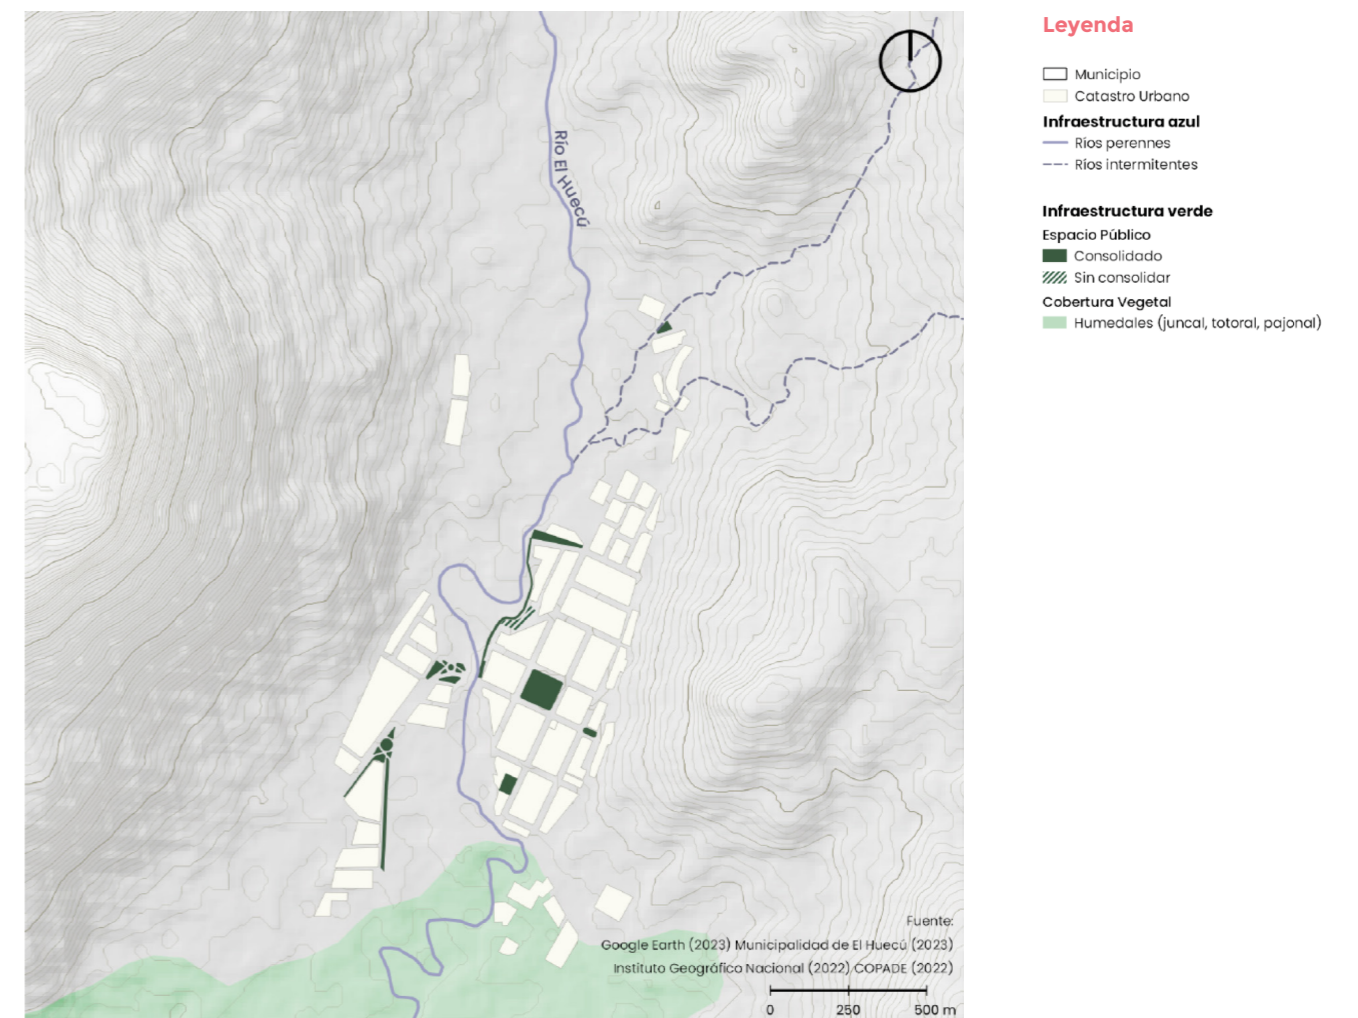 Leyenda
Municipio
Catastro Urbano
Infraestructura azul
Ríos perennes
Ríos intermitentes
Infraestructura verde
Espacio Público
Consolidado
Sin consolidar
Cobertura Vegetal
Humedales (juncal, totoral, pajonal)
Río El Huecú
Fuente:
Google Earth (2023) Municipalidad de El Huecú (2023)
Instituto Geográfico Nacional (2022) COPADE (2022)
0 250 500 m